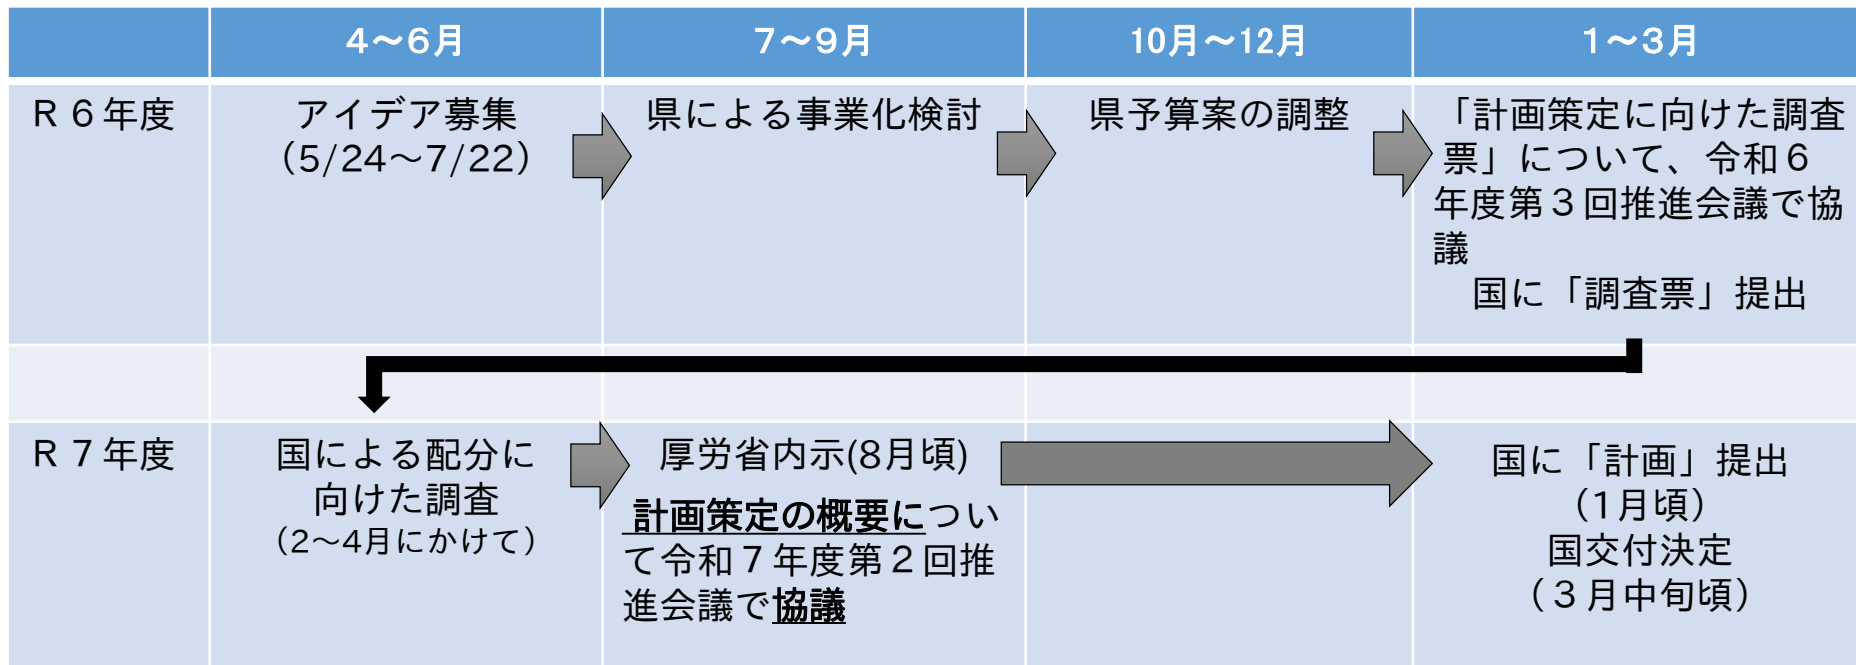 4～6月
7～9月
10月～12月
1～3月
R６年度
アイデア募集
（5/24～7/22）
県による事業化検討
県予算案の調整
「計画策定に向けた調査
票」について、令和６
年度第３回推進会議で協
議
国に「調査票」提出
R７年度
国による配分に
向けた調査
（2～4月にかけて）
厚労省内示(8月頃)
計画策定の概要につい
て令和７年度第２回推
進会議で協議
国に「計画」提出
（1月頃）
国交付決定
（３月中旬頃）